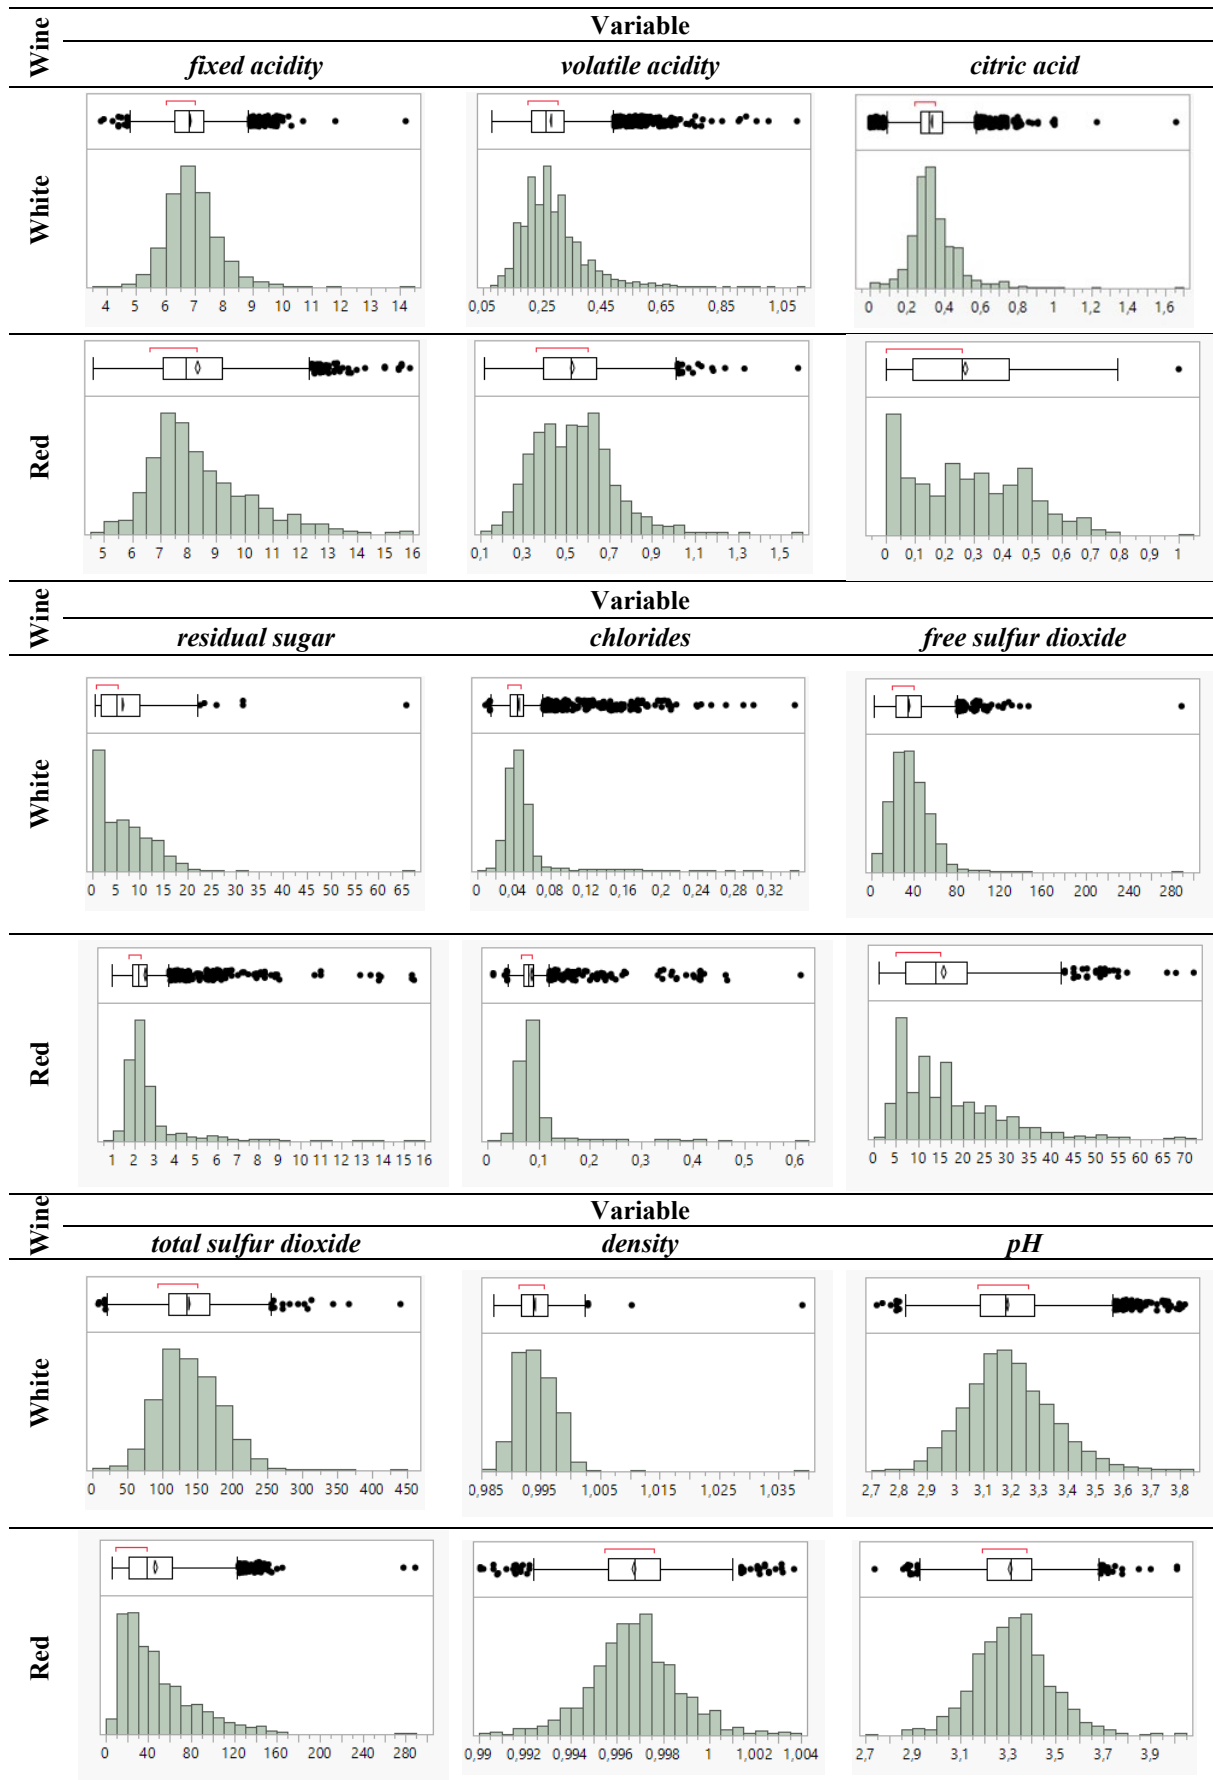 Wine
Variable
fixed acidity volatile acidity citric acid
White
4 5 6 7 8 9 10 11 12 13 14
0,05 0,25 0,45 0,65 0,85 1,05
0 0,2 0,4 0,6 0,8 1 1,2 1,4 1,6
Red
5 6 7 8 9 10 11 12 13 14 15 16
0,1 0,3 0,5 0,7 0,9 1,1 1,3 1,5
0 0,1 0,2 0,3 0,4 0,5 0,6 0,7 0,8 0,9 1
Wine
Variable
residual sugar chlorides free sulfur dioxide
White
0 5 10 15 20 25 30 35 40 45 50 55 60 65
0 0,04 0,08 0,12 0,16 0,2 0,24 0,28 0,32
0 40 80 120 160 200 240 280
Red
1 2 3 4 5 6 7 8 9 10 11 12 13 14 15 16
0 0,1 0,2 0,3 0,4 0,5 0,6
0 5 10 15 20 25 30 35 40 45 50 55 60 65 70
Wine
Variable
total sulfur dioxide density pH
White
0 50 100 150 200 250 300 350 400 450
0,985 0,995 1,005 1,015 1,025 1,035
2,7 2,8 2,9 3 3,1 3,2 3,3 3,4 3,5 3,6 3,7 3,8
Red
0 40 80 120 160 200 240 280
0,99 0,992 0,994 0,996 0,998 1 1,002 1,004
2,7 2,9 3,1 3,3 3,5 3,7 3,9